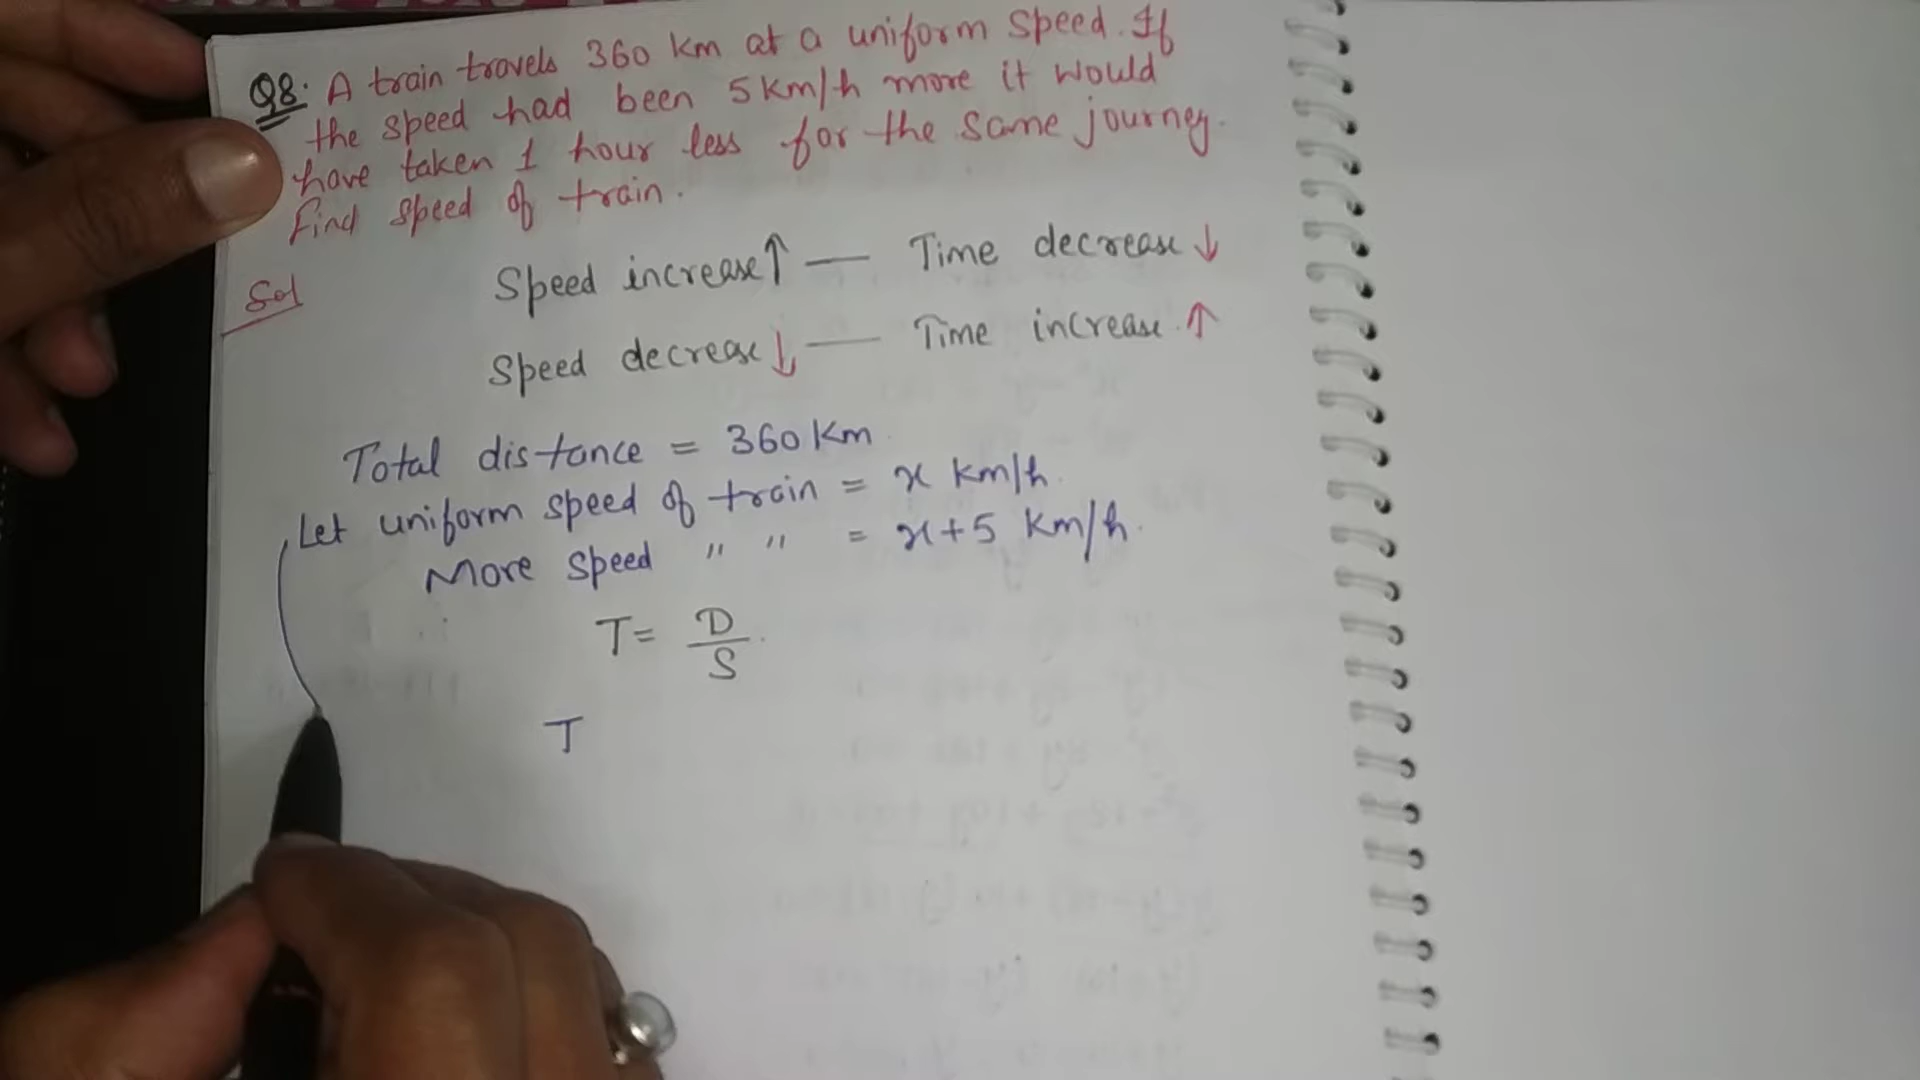 Q8. A train travels 360 km at a uniform speed. If
the speed had been 5 km/h more it would
have taken 1 hour less for the same journey.
Find speed of train.
Sol
Speed increase ↑ — Time decrease ↓
Speed decrease ↓ — Time increase. ↑
Total distance = 360 Km.
Let uniform speed of train = x km/h.
More speed " " = x+5 Km/h.
T = D/S.
T